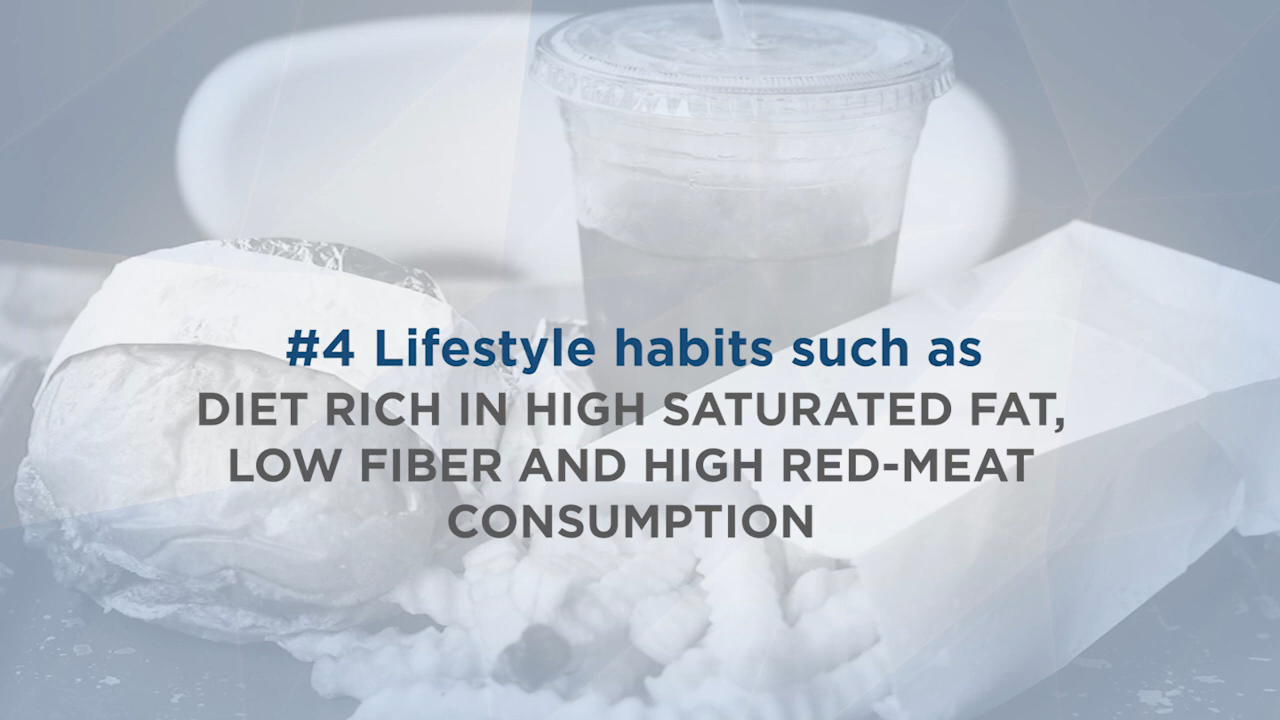 #4 Lifestyle habits such as
DIET RICH IN HIGH SATURATED FAT,
LOW FIBER AND HIGH RED-MEAT
CONSUMPTION